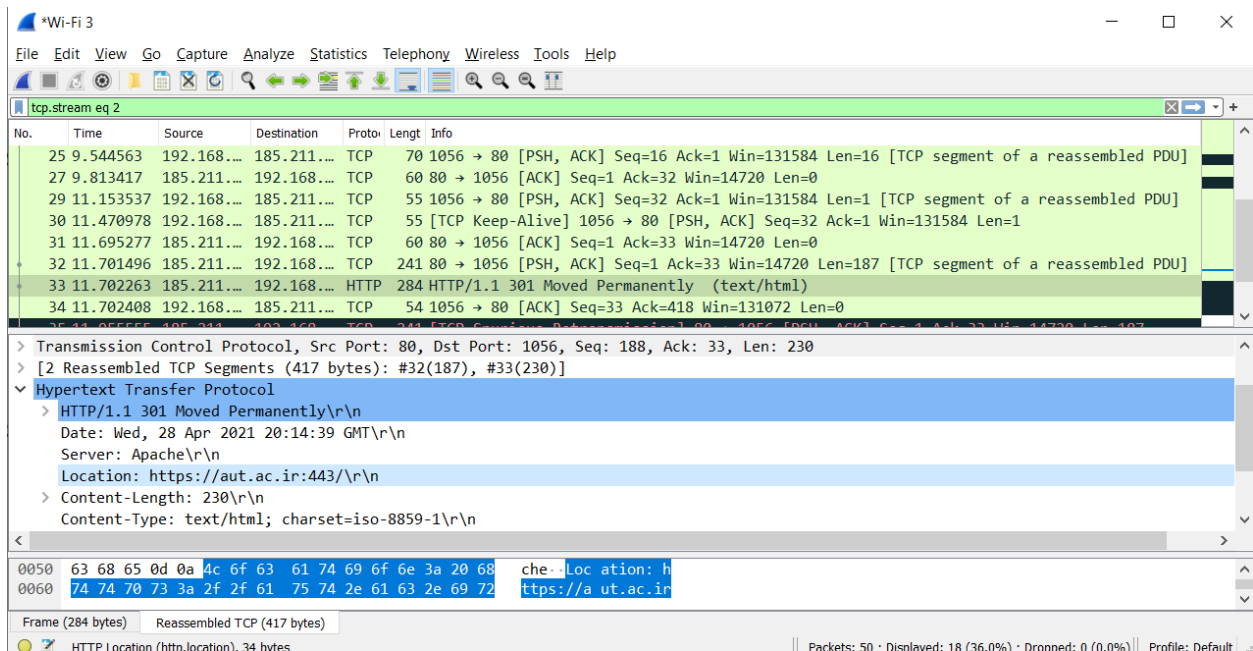 *Wi-Fi 3
File Edit View Go Capture Analyze Statistics Telephony Wireless Tools Help
tcp.stream eq 2
No. Time Source Destination Proto Lengt Info
25 9.544563 192.168.… 185.211.… TCP 70 1056 → 80 [PSH, ACK] Seq=16 Ack=1 Win=131584 Len=16 [TCP segment of a reassembled PDU]
27 9.813417 185.211.… 192.168.… TCP 60 80 → 1056 [ACK] Seq=1 Ack=32 Win=14720 Len=0
29 11.153537 192.168.… 185.211.… TCP 55 1056 → 80 [PSH, ACK] Seq=32 Ack=1 Win=131584 Len=1 [TCP segment of a reassembled PDU]
30 11.470978 192.168.… 185.211.… TCP 55 [TCP Keep-Alive] 1056 → 80 [PSH, ACK] Seq=32 Ack=1 Win=131584 Len=1
31 11.695277 185.211.… 192.168.… TCP 60 80 → 1056 [ACK] Seq=1 Ack=33 Win=14720 Len=0
32 11.701496 185.211.… 192.168.… TCP 241 80 → 1056 [PSH, ACK] Seq=1 Ack=33 Win=14720 Len=187 [TCP segment of a reassembled PDU]
33 11.702263 185.211.… 192.168.… HTTP 284 HTTP/1.1 301 Moved Permanently (text/html)
34 11.702408 192.168.… 185.211.… TCP 54 1056 → 80 [ACK] Seq=33 Ack=418 Win=131072 Len=0
Transmission Control Protocol, Src Port: 80, Dst Port: 1056, Seq: 188, Ack: 33, Len: 230
[2 Reassembled TCP Segments (417 bytes): #32(187), #33(230)]
Hypertext Transfer Protocol
HTTP/1.1 301 Moved Permanently\r\n
Date: Wed, 28 Apr 2021 20:14:39 GMT\r\n
Server: Apache\r\n
Location: https://aut.ac.ir:443/\r\n
Content-Length: 230\r\n
Content-Type: text/html; charset=iso-8859-1\r\n
0050 63 68 65 0d 0a 4c 6f 63 61 74 69 6f 6e 3a 20 68 che··Loc ation: h
0060 74 74 70 73 3a 2f 2f 61 75 74 2e 61 63 2e 69 72 ttps://a ut.ac.ir
Frame (284 bytes) Reassembled TCP (417 bytes)
HTTP Location (http.location), 34 bytes Packets: 50 · Displayed: 18 (36.0%) · Dropped: 0 (0.0%) Profile: Default